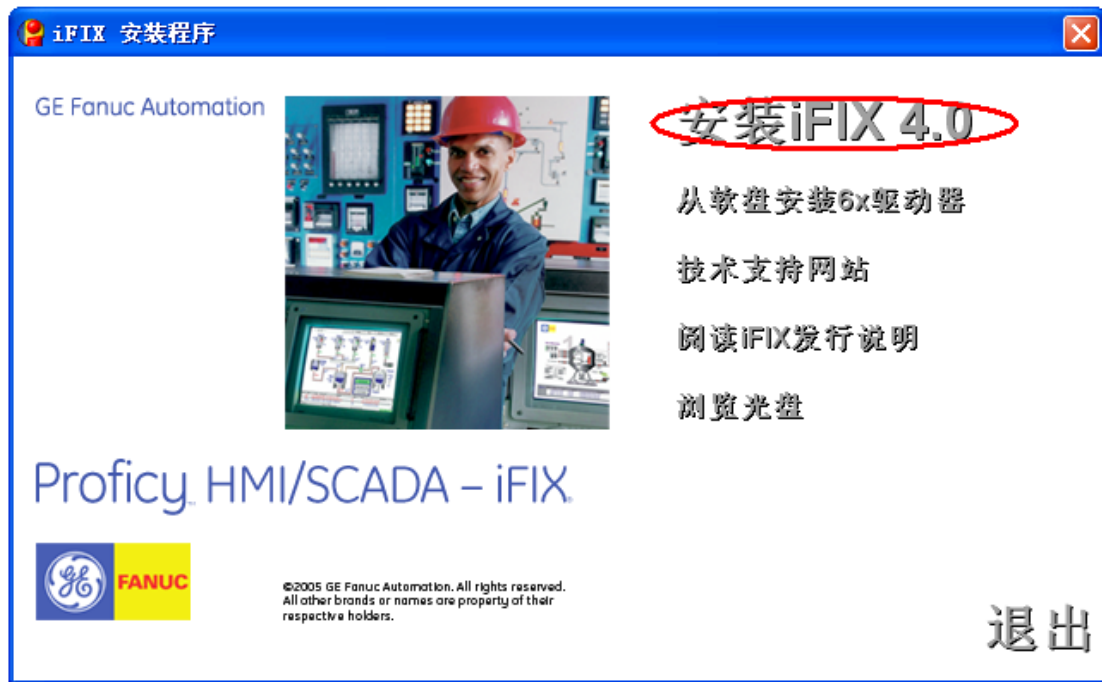 iFIX 安装程序
GE Fanuc Automation
安装iFIX 4.0
从软盘安装6x驱动器
技术支持网站
阅读iFIX发行说明
浏览光盘
Proficy™ HMI/SCADA – iFIX®
GE FANUC
©2005 GE Fanuc Automation. All rights reserved.
All other brands or names are property of their
respective holders.
退出